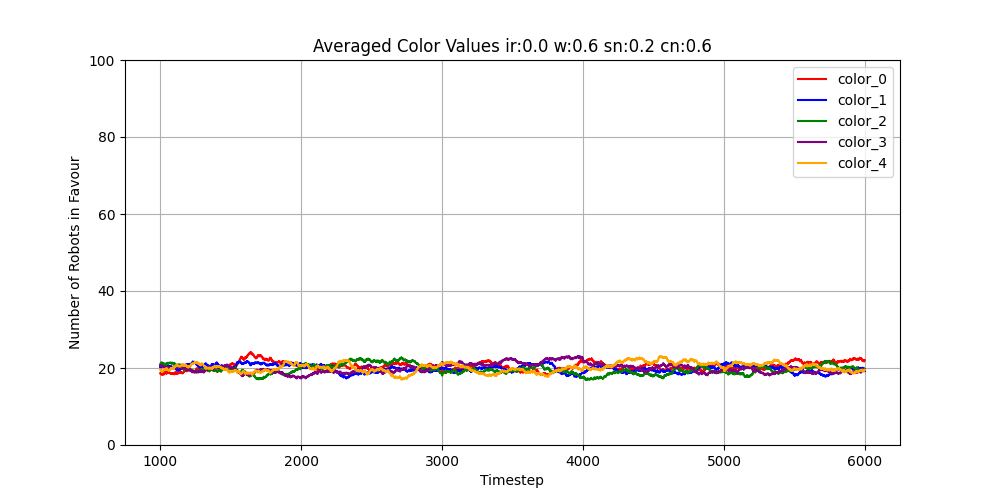 Averaged Color Values ir:0.0 w:0.6 sn:0.2 cn:0.6
100
80
60
40
20
0
Number of Robots in Favour
color_0
color_1
color_2
color_3
color_4
1000 2000 3000 4000 5000 6000
Timestep